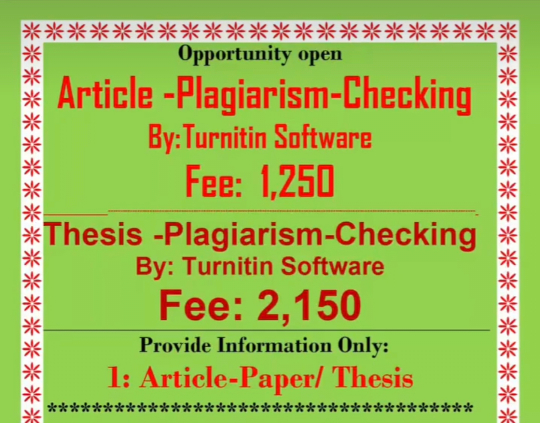 Opportunity open
Article -Plagiarism-Checking
By:Turnitin Software
Fee: 1,250
Thesis -Plagiarism-Checking
By: Turnitin Software
Fee: 2,150
Provide Information Only:
1: Article-Paper/ Thesis
**************************************